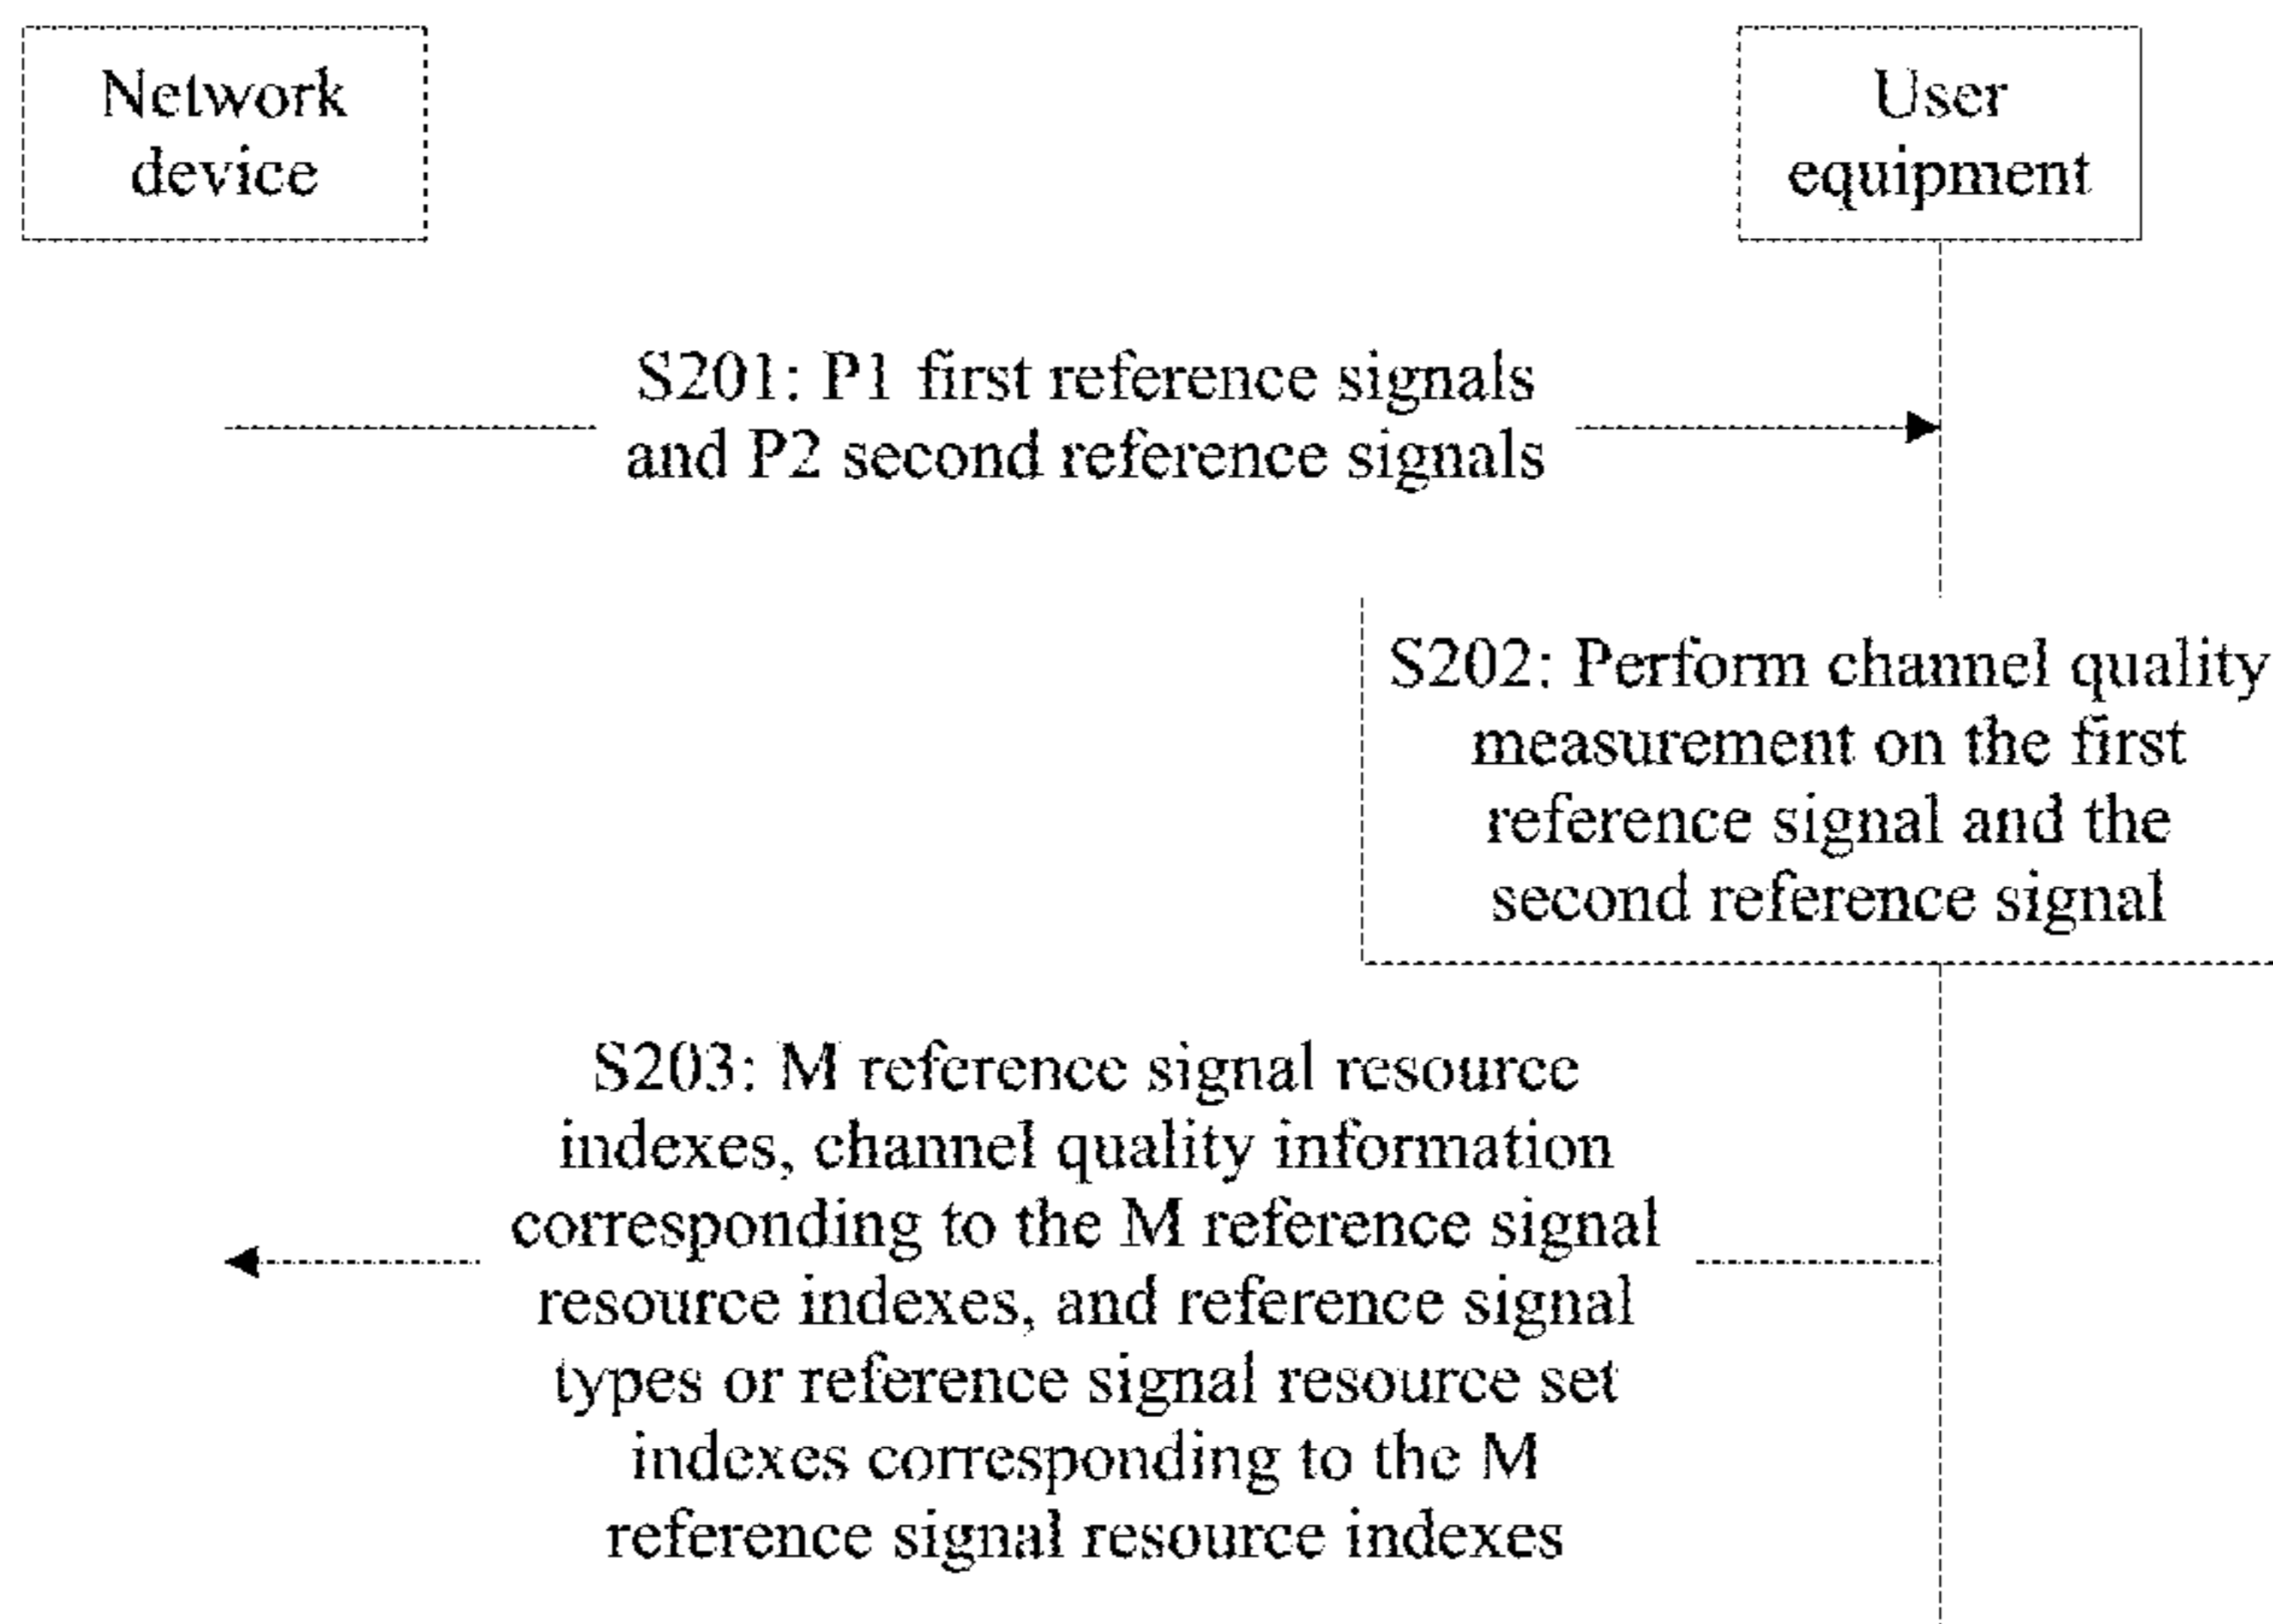 Network
device
User
equipment
S201: P1 first reference signals
and P2 second reference signals
S202: Perform channel quality
measurement on the first
reference signal and the
second reference signal
S203: M reference signal resource
indexes, channel quality information
corresponding to the M reference signal
resource indexes, and reference signal
types or reference signal resource set
indexes corresponding to the M
reference signal resource indexes